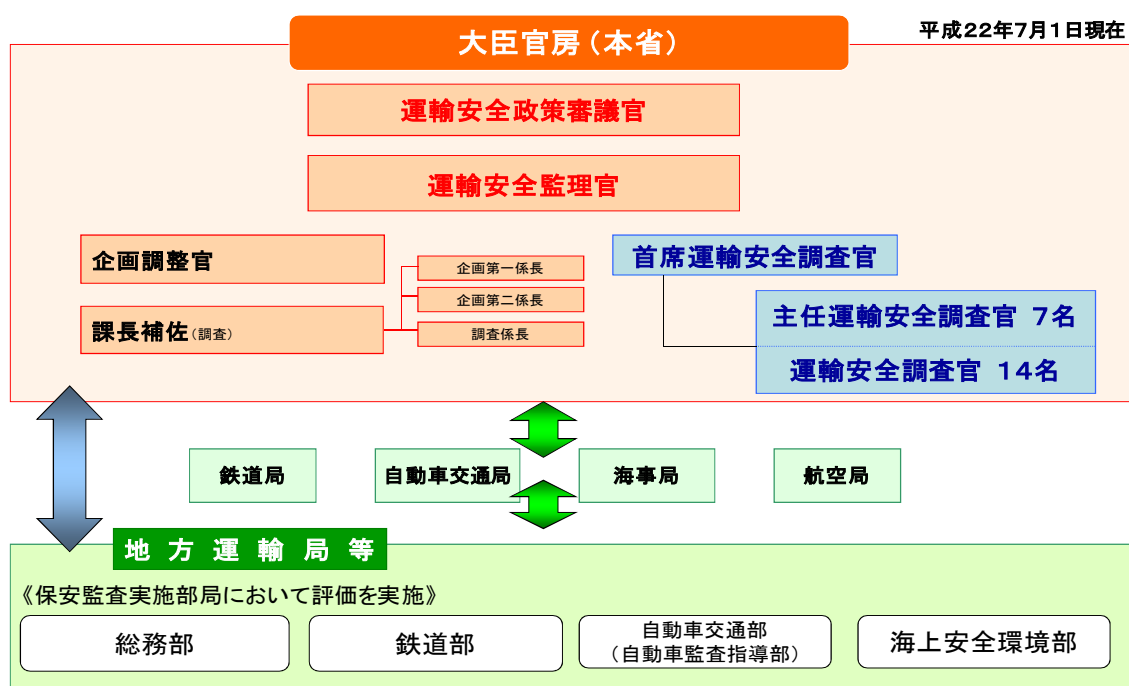 平成22年7月1日現在
大臣官房(本省)
運輸安全政策審議官
運輸安全監理官
企画調整官
課長補佐(調査)
企画第一係長
企画第二係長
調査係長
首席運輸安全調査官
主任運輸安全調査官 7名
運輸安全調査官 14名
鉄道局
自動車交通局
海事局
航空局
地方運輸局等
《保安監査実施部局において評価を実施》
総務部
鉄道部
自動車交通部
(自動車監査指導部)
海上安全環境部